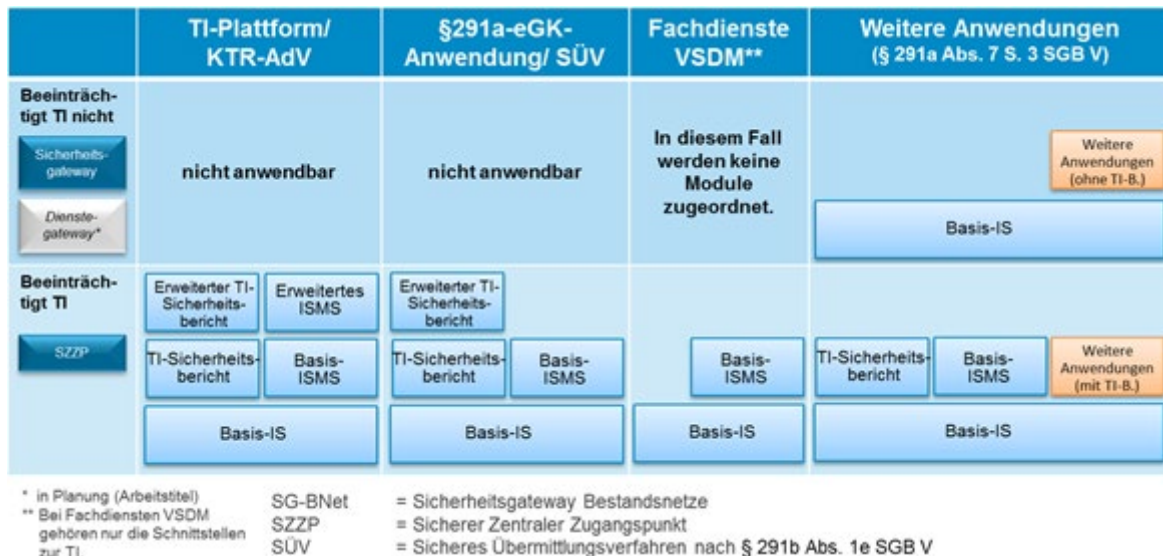 TI-Plattform/
KTR-AdV
§291a-eGK-
Anwendung/ SÜV
Fachdienste
VSDM**
Weitere Anwendungen
(§ 291a Abs. 7 S. 3 SGB V)
Beeinträch-
tigt TI nicht
Sicherheits-
gateway
Dienste-
gateway*
nicht anwendbar
nicht anwendbar
In diesem Fall
werden keine
Module
zugeordnet.
Weitere
Anwendungen
(ohne TI-B.)
Basis-IS
Beeinträch-
tigt TI
SZZP
Erweiterter TI-
Sicherheits-
bericht
Erweitertes
ISMS
TI-Sicherheits-
bericht
Basis-
ISMS
Basis-IS
Erweiterter TI-
Sicherheits-
bericht
TI-Sicherheits-
bericht
Basis-
ISMS
Basis-IS
Basis-
ISMS
Basis-IS
TI-Sicherheits-
bericht
Basis-
ISMS
Weitere
Anwendungen
(mit TI-B.)
Basis-IS
* in Planung (Arbeitstitel)
** Bei Fachdiensten VSDM
gehören nur die Schnittstellen
zur TI
SG-BNet = Sicherheitsgateway Bestandsnetze
SZZP = Sicherer Zentraler Zugangspunkt
SÜV = Sicheres Übermittlungsverfahren nach § 291b Abs. 1e SGB V